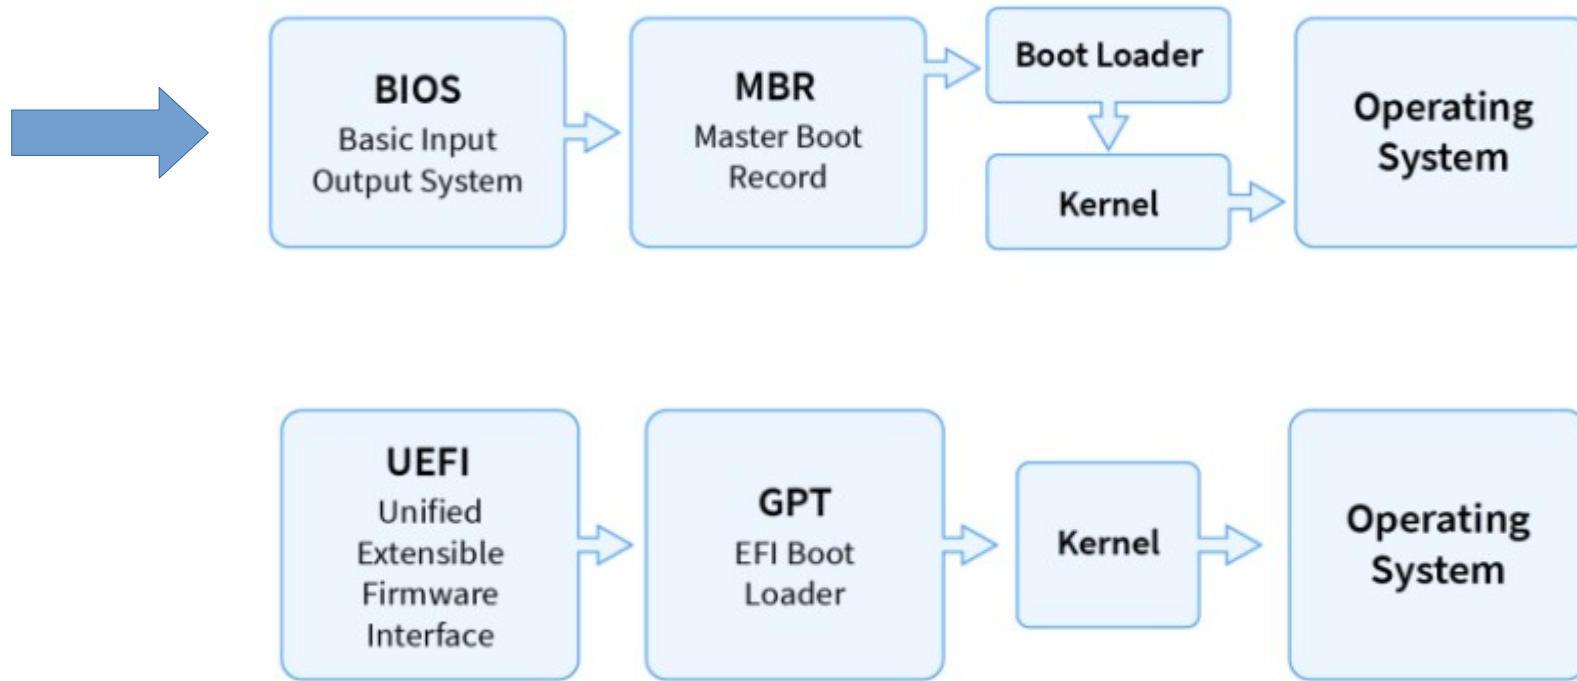 BIOS
Basic Input
Output System
MBR
Master Boot
Record
Boot Loader
Kernel
Operating
System
UEFI
Unified
Extensible
Firmware
Interface
GPT
EFI Boot
Loader
Kernel
Operating
System